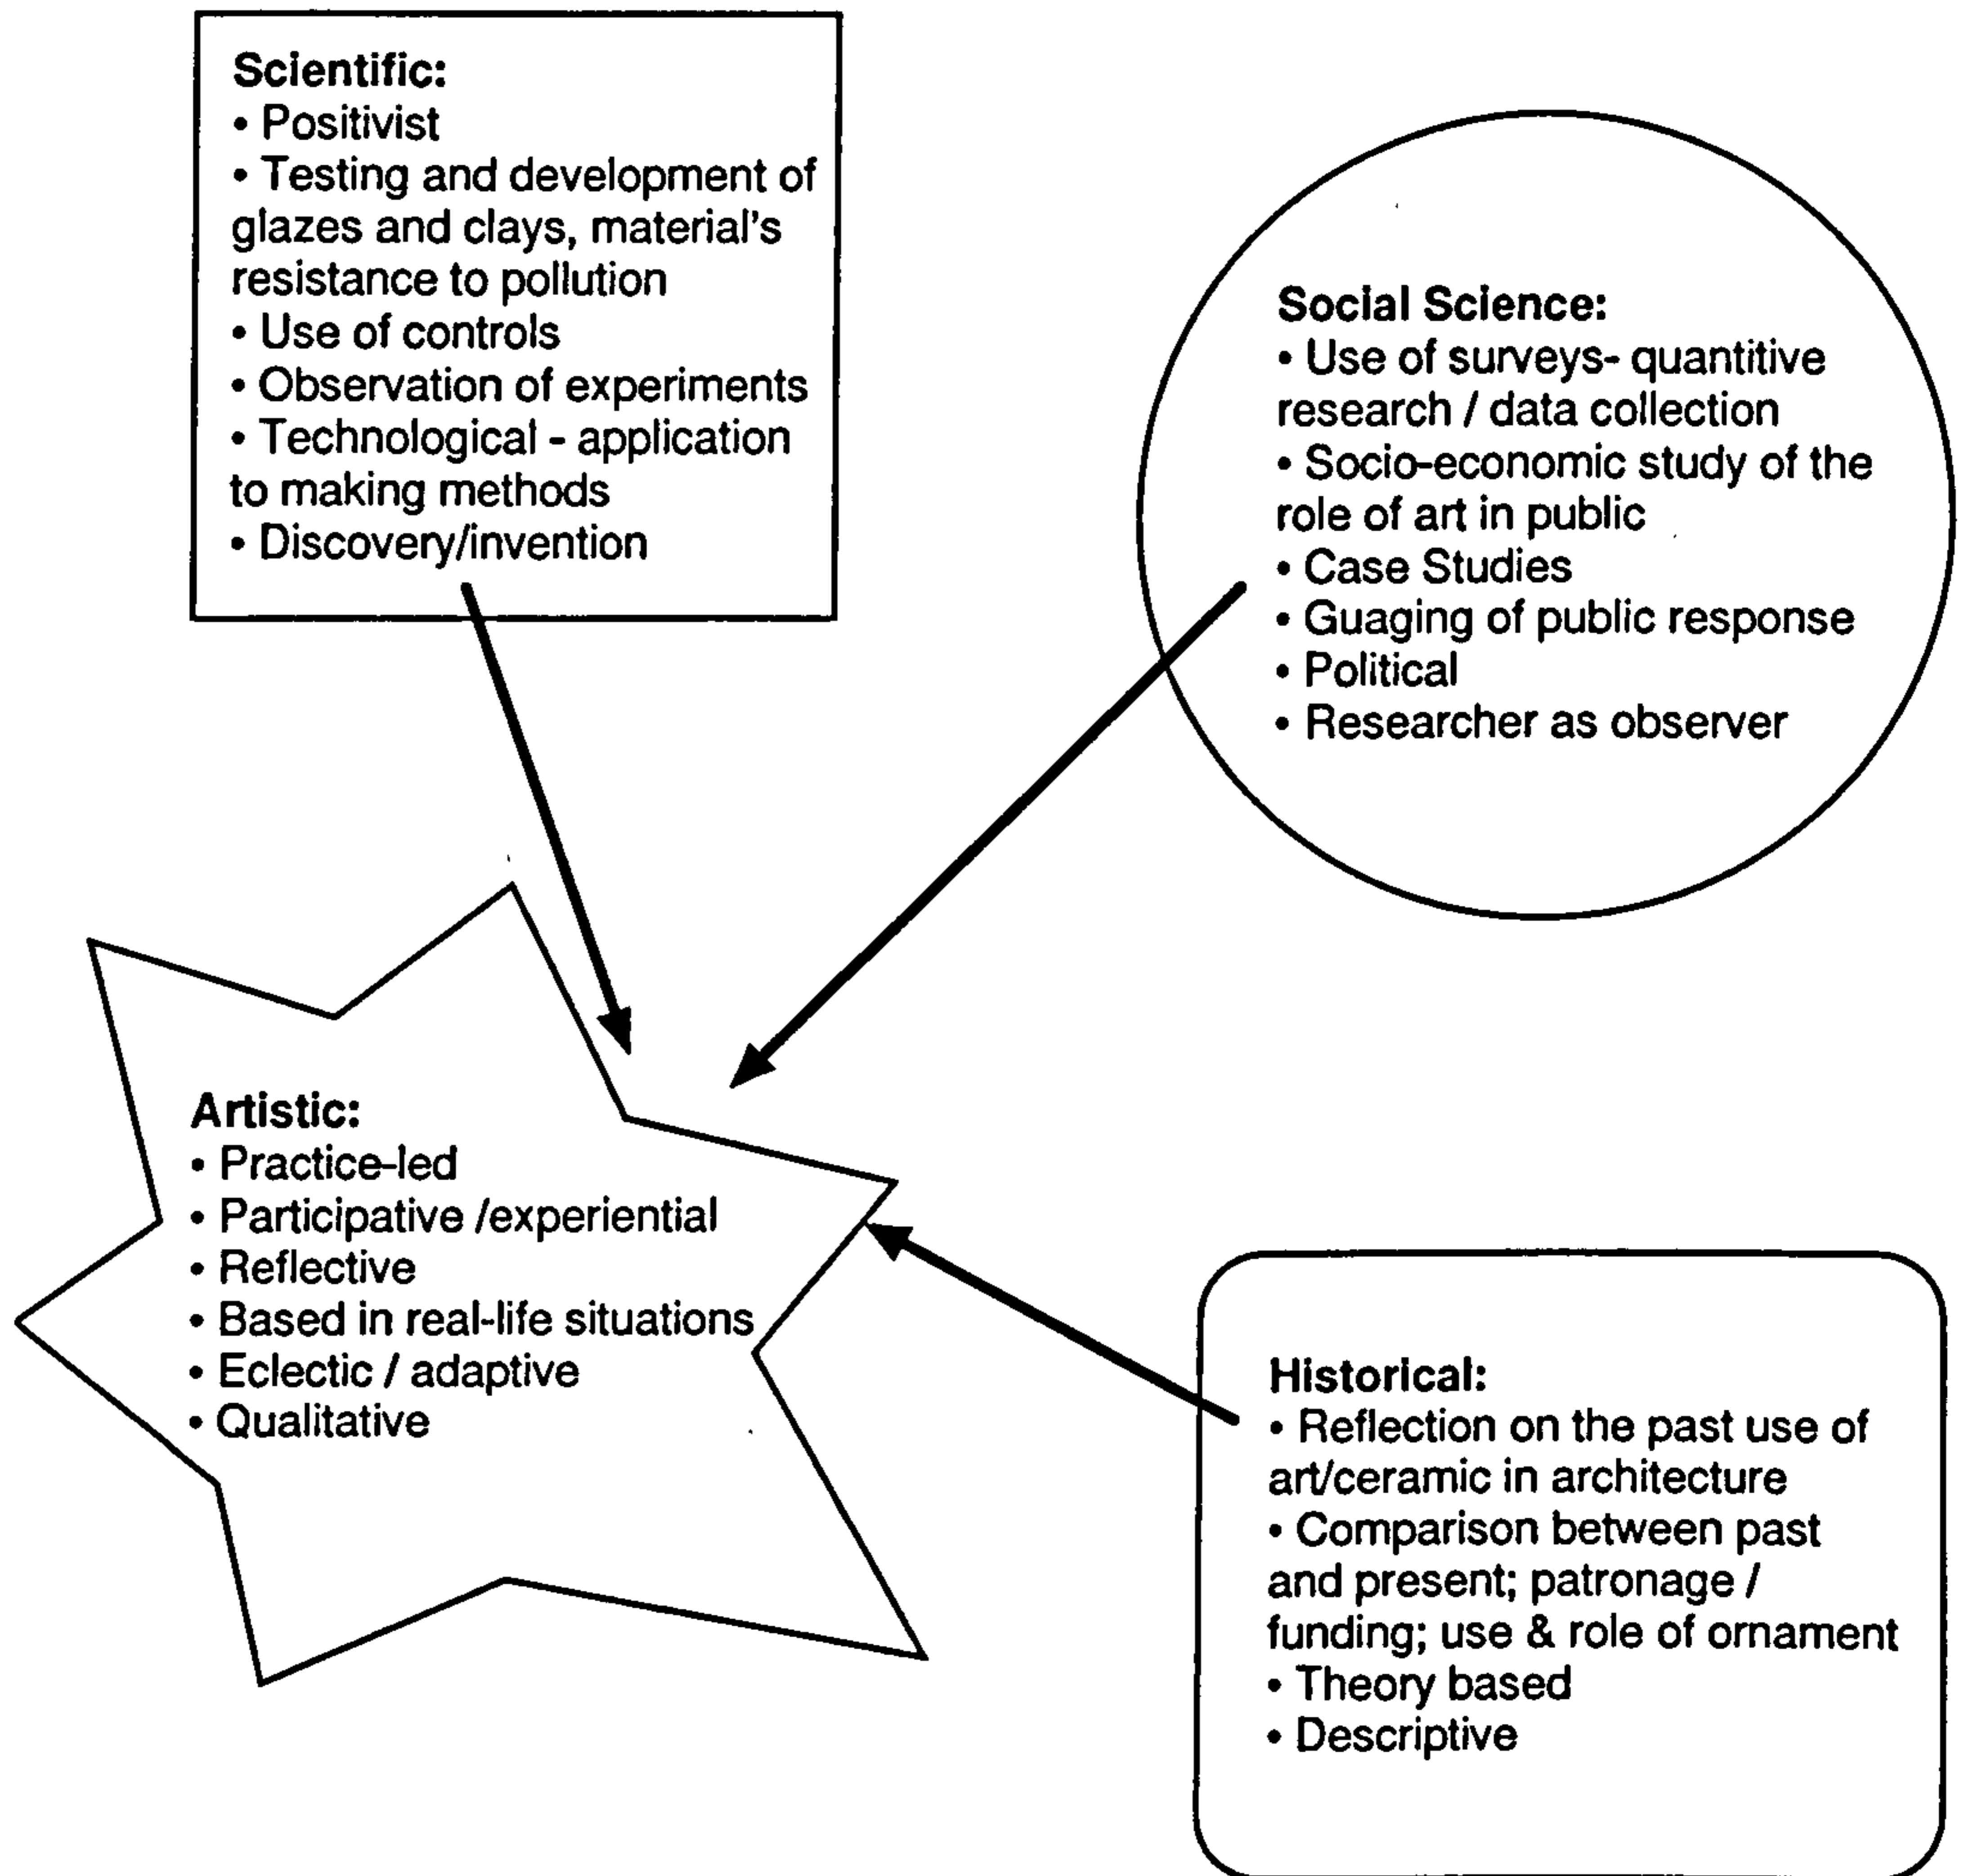 Scientific:
• Positivist
• Testing and development of
glazes and clays, material's
resistance to pollution
• Use of controls
• Observation of experiments
• Technological - application
to making methods
• Discovery/invention
Social Science:
• Use of surveys- quantitive
research / data collection
• Socio-economic study of the
role of art in public
• Case Studies
• Guaging of public response
• Political
• Researcher as observer
Artistic:
• Practice-led
• Participative /experiential
• Reflective
• Based in real-life situations
• Eclectic / adaptive
• Qualitative
Historical:
• Reflection on the past use of
art/ceramic in architecture
• Comparison between past
and present; patronage /
funding; use & role of ornament
• Theory based
• Descriptive